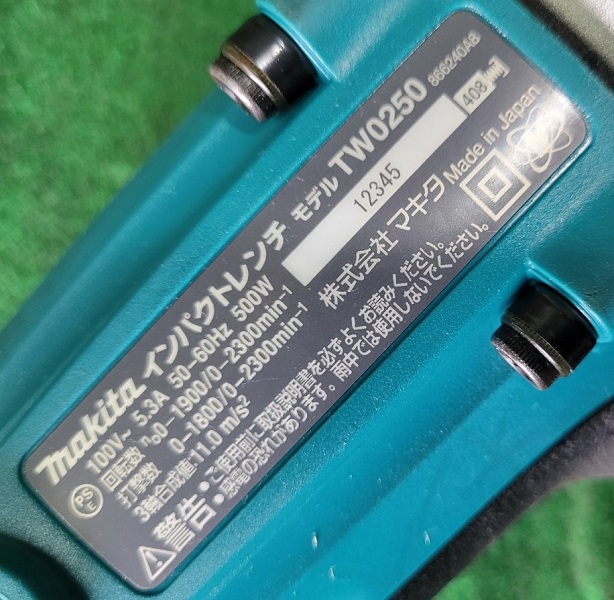 makita インパクトレンチ モデル TW0250
866240A8
100V~ 5.3A 50-60Hz 500W
回転数 n₀0-1900/0-2300min⁻¹
打撃数 0-1800/0-2300min⁻¹
3軸合成値 11.0 m/s²
12345
408
株式会社 マキタ Made in Japan
PSE
⚠警告・ご使用前に取扱説明書を必ずよくお読みください。
・感電の恐れがあります。雨中では使用しないでください。